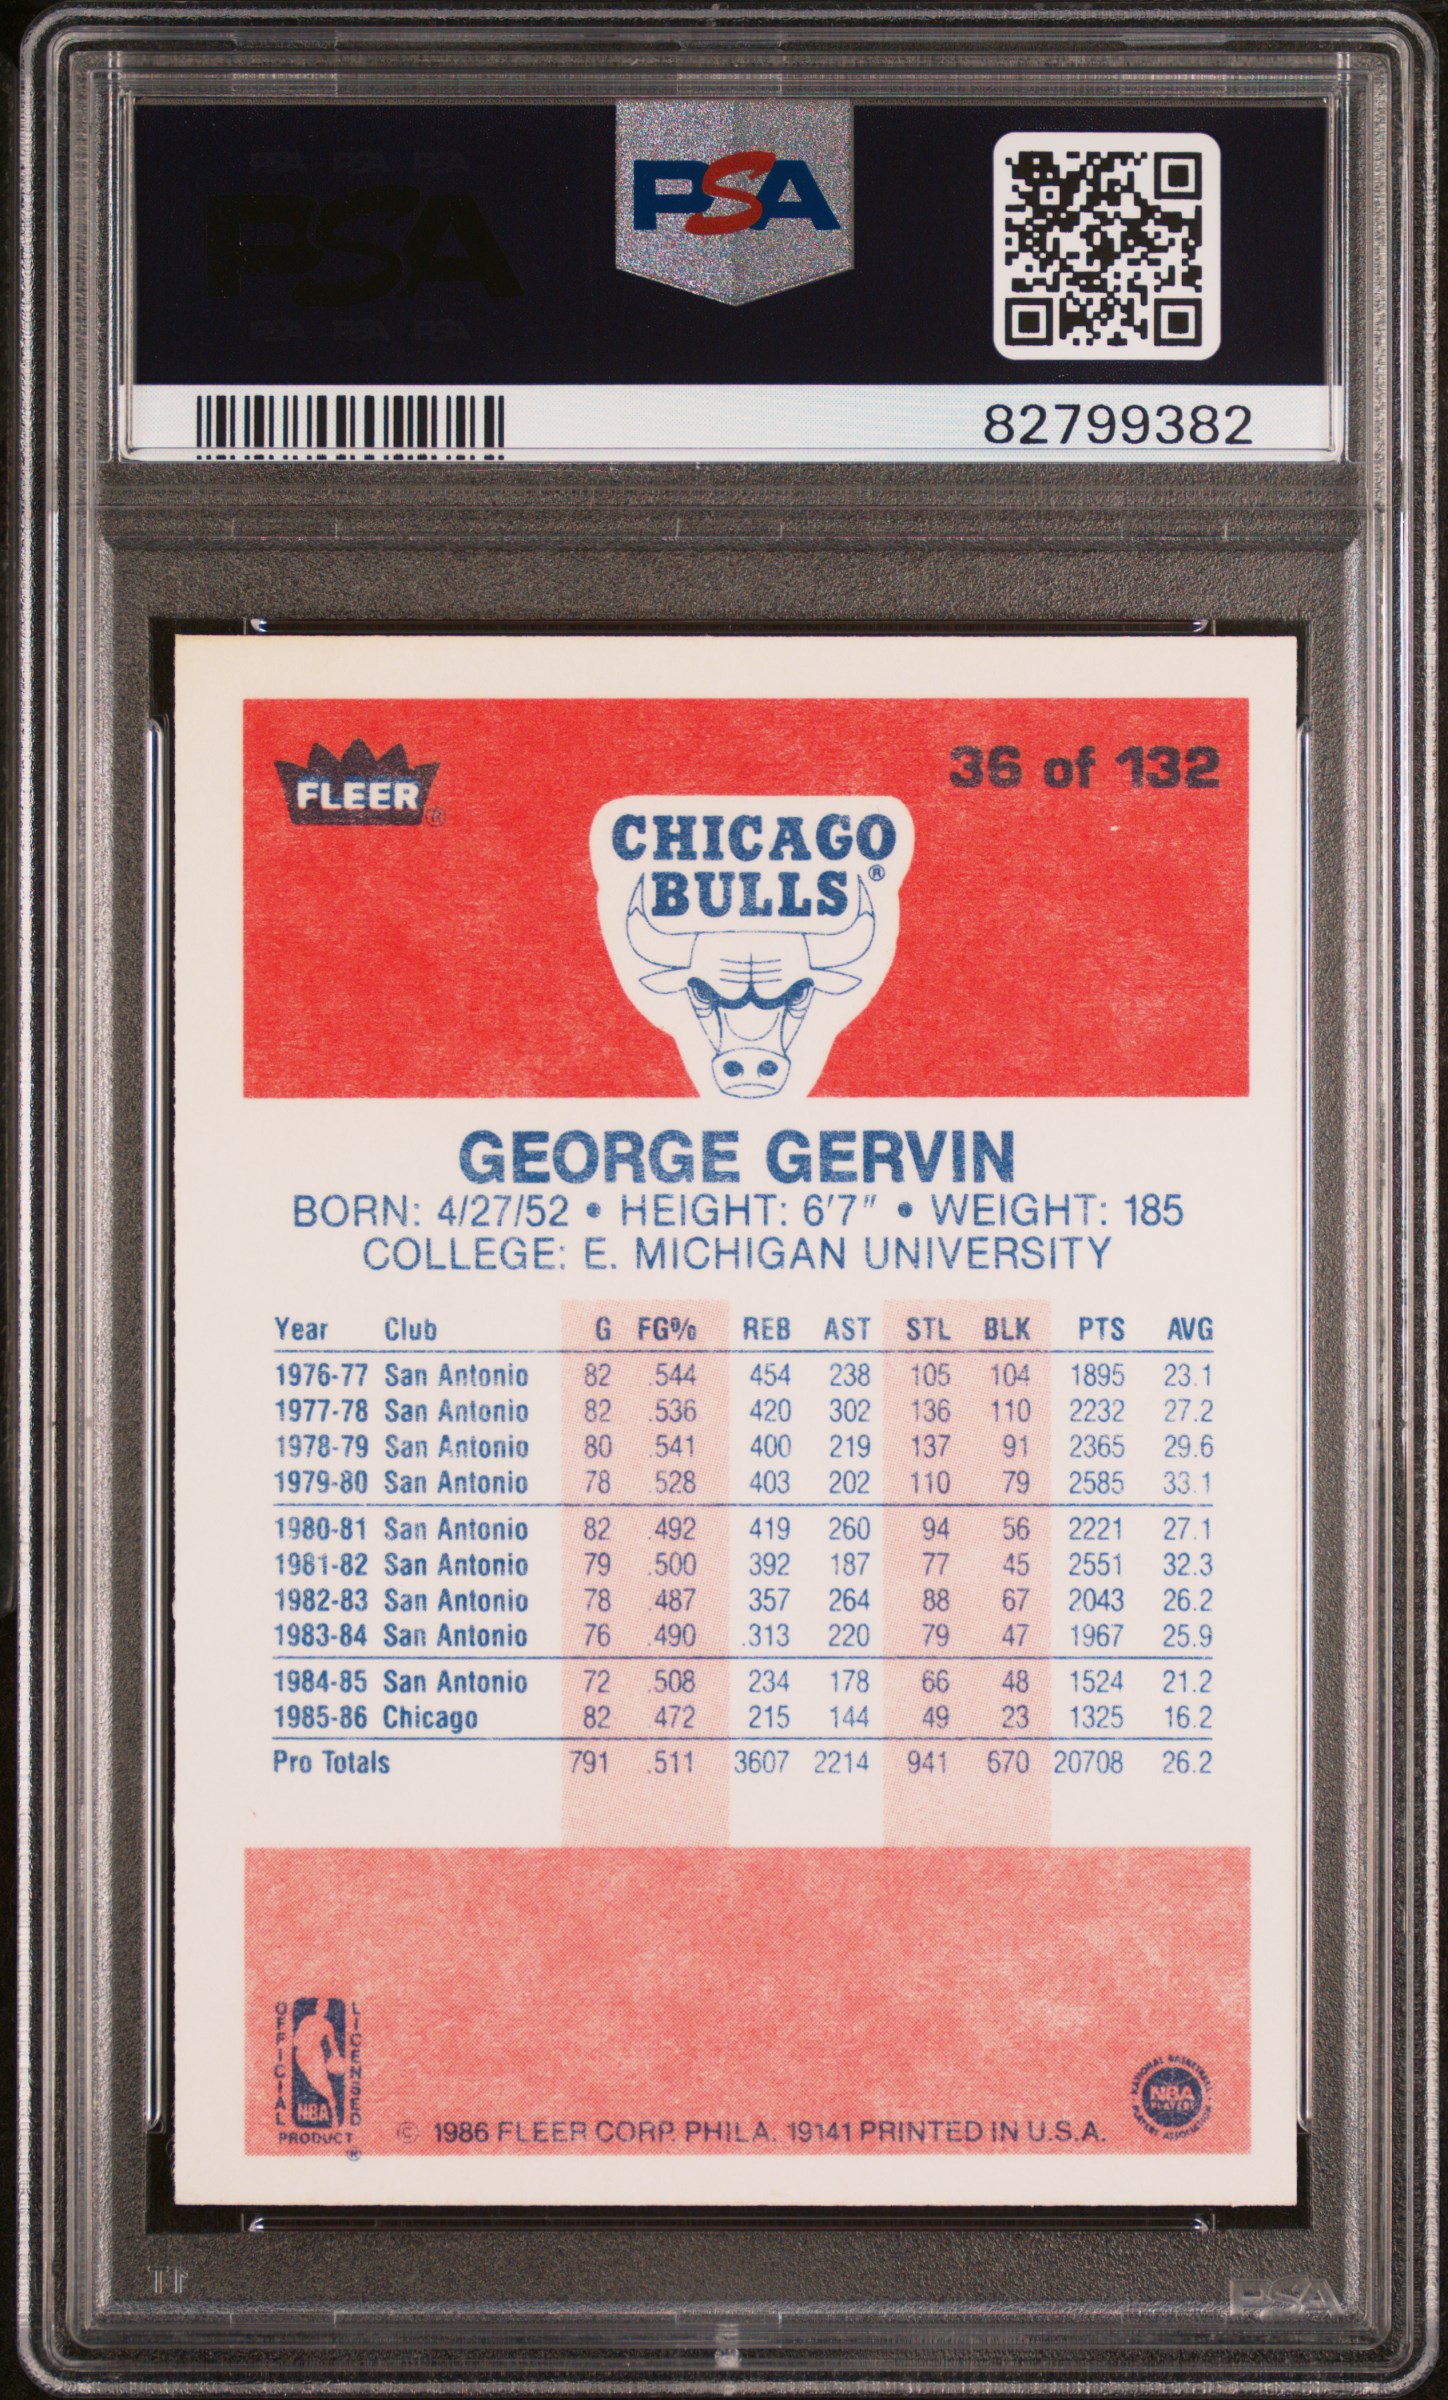 PSA
PSA
82799382
FLEER®
36 of 132
CHICAGO
BULLS®
GEORGE GERVIN
BORN: 4/27/52 • HEIGHT: 6'7" • WEIGHT: 185
COLLEGE: E. MICHIGAN UNIVERSITY
Year Club G FG% REB AST STL BLK PTS AVG
1976-77 San Antonio 82 .544 454 238 105 104 1895 23.1
1977-78 San Antonio 82 .536 420 302 136 110 2232 27.2
1978-79 San Antonio 80 .541 400 219 137 91 2365 29.6
1979-80 San Antonio 78 .528 403 202 110 79 2585 33.1
1980-81 San Antonio 82 .492 419 260 94 56 2221 27.1
1981-82 San Antonio 79 .500 392 187 77 45 2551 32.3
1982-83 San Antonio 78 .487 357 264 88 67 2043 26.2
1983-84 San Antonio 76 .490 .313 220 79 47 1967 25.9
1984-85 San Antonio 72 .508 234 178 66 48 1524 21.2
1985-86 Chicago 82 .472 215 144 49 23 1325 16.2
Pro Totals 791 .511 3607 2214 941 670 20708 26.2
OFFICIAL
NBA
LICENSED
PRODUCT
®
© 1986 FLEER CORP. PHILA. 19141 PRINTED IN U.S.A.
NATIONAL BASKETBALL
NBA
PLAYERS
PLAYERS ASSOCIATION
PSA